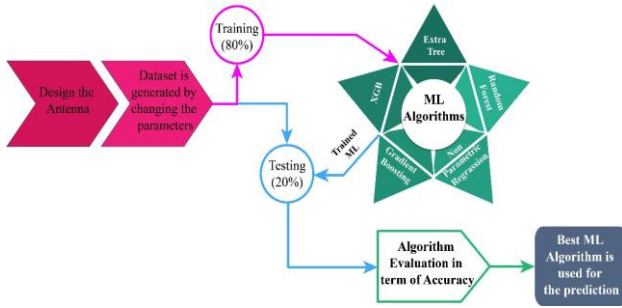 Design the
Antenna
Dataset is
generated by
changing the
parameters
Training
(80%)
Testing
(20%)
Trained
ML
Extra
Tree
Random
Forest
Non
Parametric
Regrassion
Gradient
Boosting
XGB
ML
Algorithms
Algorithm
Evaluation in
term of Accuracy
Best ML
Algorithm is
used for
the prediction